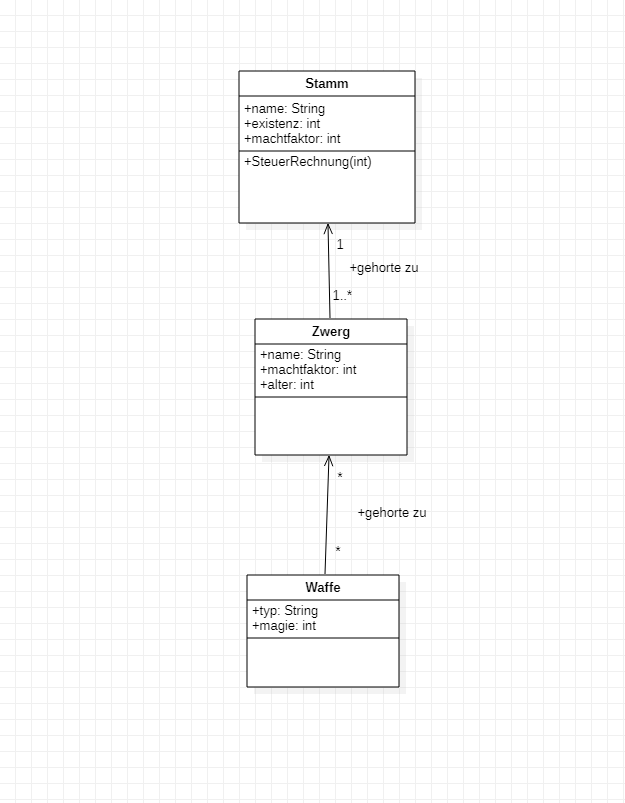 Stamm
+name: String
+existenz: int
+machtfaktor: int
+SteuerRechnung(int)
1
+gehorte zu
1..*
Zwerg
+name: String
+machtfaktor: int
+alter: int
*
+gehorte zu
*
Waffe
+typ: String
+magie: int